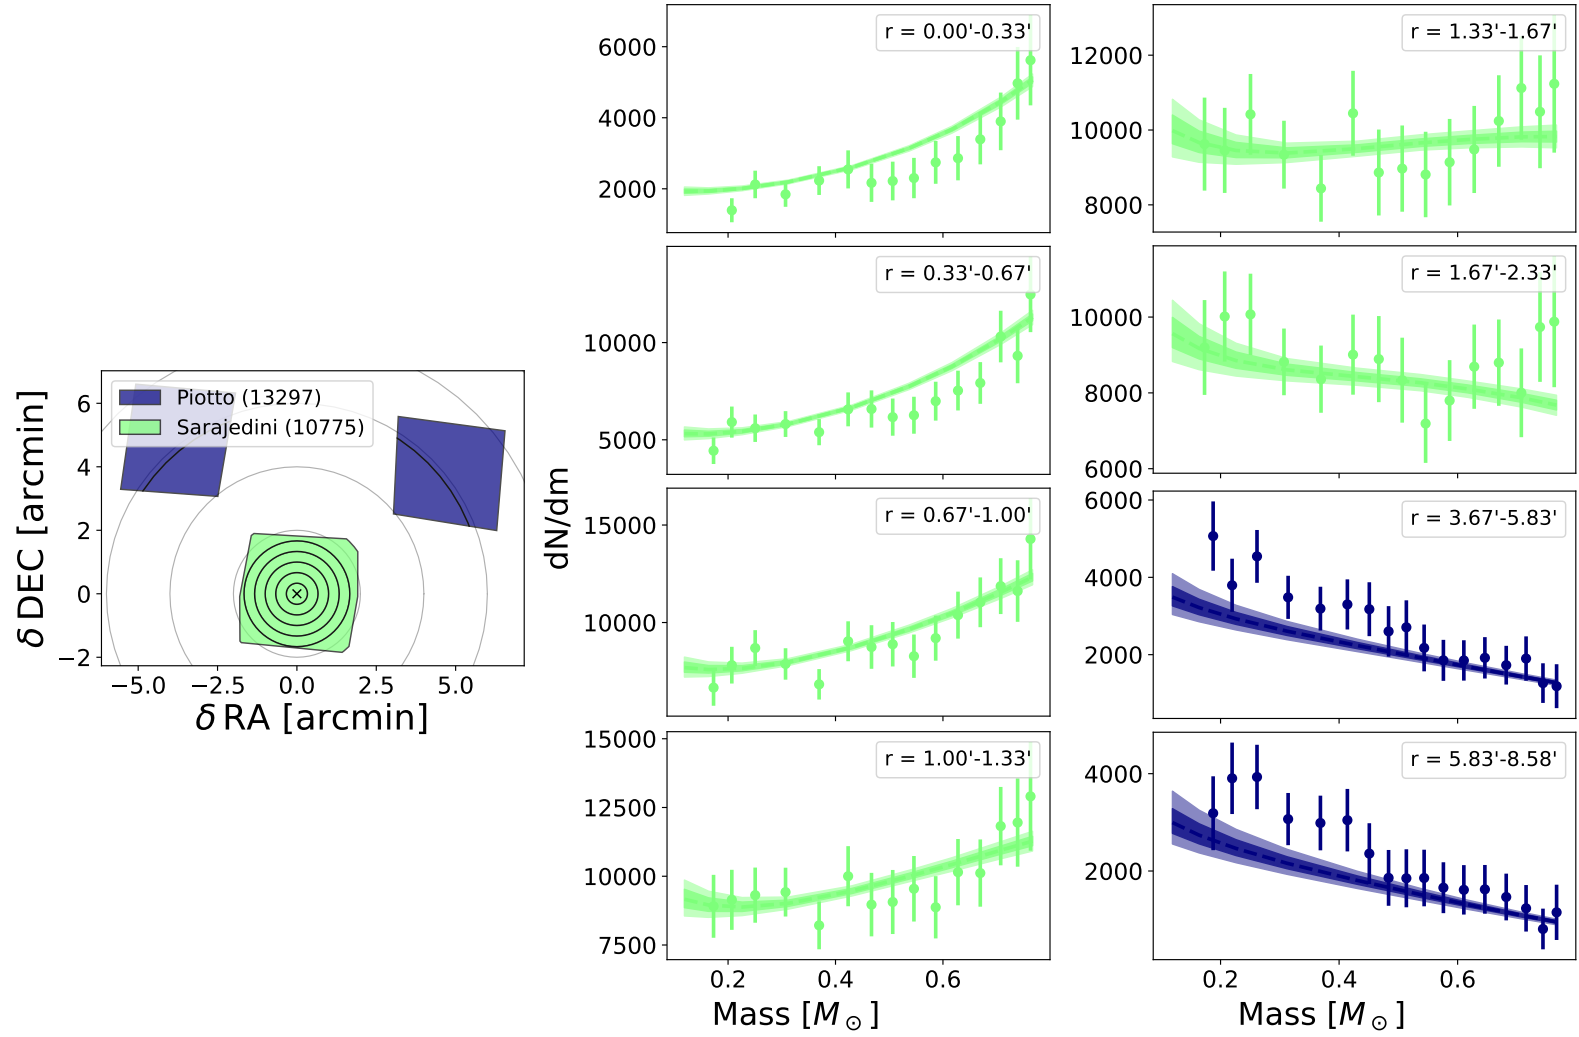 Piotto (13297)
Sarajedini (10775)
6
4
2
0
−2
−5.0 −2.5 0.0 2.5 5.0
δ RA [arcmin]
δ DEC [arcmin]
dN/dm
r = 0.00'-0.33'
6000
4000
2000
r = 0.33'-0.67'
10000
5000
r = 0.67'-1.00'
15000
10000
r = 1.00'-1.33'
15000
12500
10000
7500
0.2 0.4 0.6
Mass [M⊙]
r = 1.33'-1.67'
12000
10000
8000
r = 1.67'-2.33'
10000
8000
6000
r = 3.67'-5.83'
6000
4000
2000
r = 5.83'-8.58'
4000
2000
0.2 0.4 0.6
Mass [M⊙]